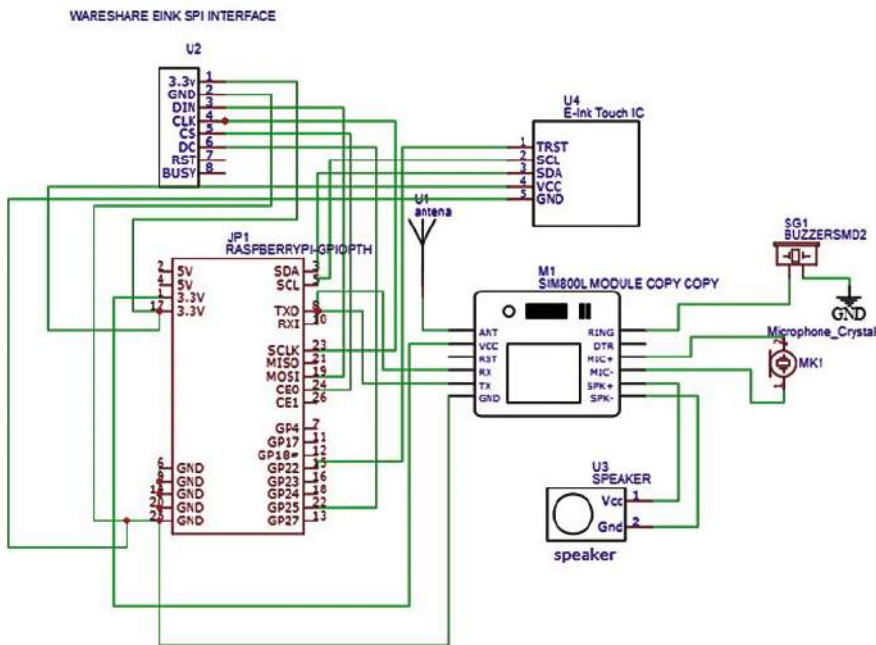 WARESHARE EINK SPI INTERFACE
U2
3.3v 1
GND 2
DIN 3
CLK 4
CS 5
DC 6
RST 7
BUSY 8
U4
E-Ink Touch IC
1 TRST
2 SCL
3 SDA
4 VCC
5 GND
U1
antena
JP1
RASPBERRYPI-GPIOPTH
2 5V
4 5V
1 3.3V
17 3.3V
6 GND
9 GND
GND
20 GND
GND
SDA 3
SCL
TXD 8
RXI 10
SCLK 23
MISO 21
MOSI 19
CE0 24
CE1 26
GP4 7
GP17 11
GP18# 12
GP22 15
GP23 16
GP24 18
GP25 22
GP27 13
M1
SIM800L MODULE COPY COPY
ANT
VCC
RST
RX
TX
GND
RING
DTR
MIC+
MIC-
SPK+
SPK-
SG1
BUZZERSMD2
GND
Microphone_Crystal
2
MK1
1
U3
SPEAKER
Vcc 1
Gnd 2
speaker